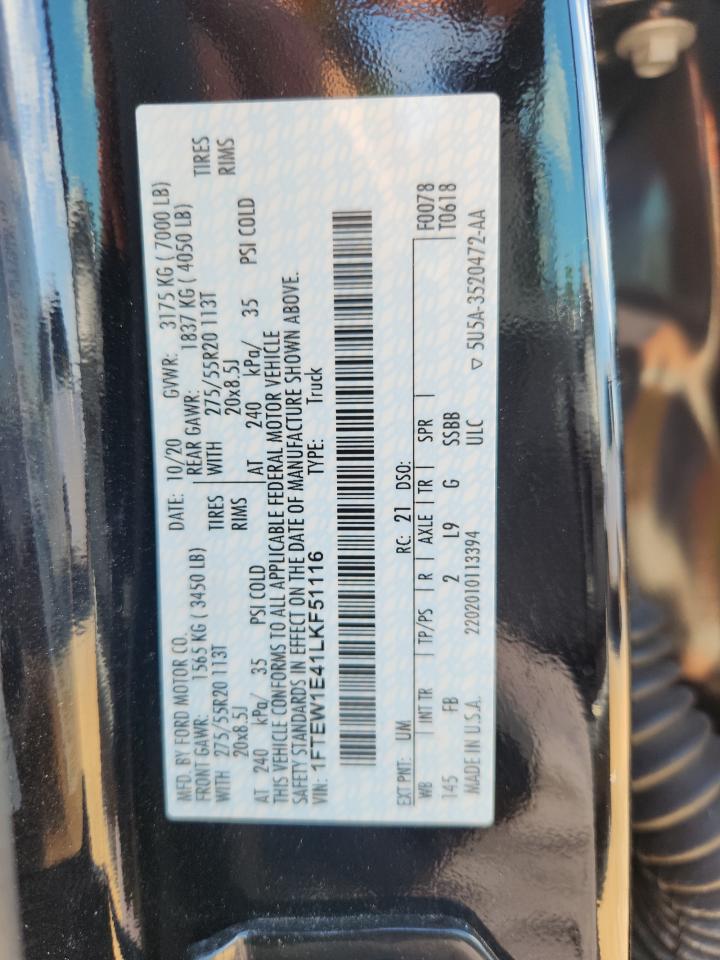 MFD. BY FORD MOTOR CO. DATE: 10/20 GVWR: 3175 KG ( 7000 LB)
FRONT GAWR: 1565 KG ( 3450 LB) REAR GAWR: 1837 KG ( 4050 LB)
WITH 275/55R20 113T TIRES WITH 275/55R20 113T TIRES
20x8.5J RIMS 20x8.5J RIMS
AT 240 kPa/ 35 PSI COLD AT 240 kPa/ 35 PSI COLD
THIS VEHICLE CONFORMS TO ALL APPLICABLE FEDERAL MOTOR VEHICLE
SAFETY STANDARDS IN EFFECT ON THE DATE OF MANUFACTURE SHOWN ABOVE.
VIN: 1FTEW1E41LKF51116 TYPE: Truck
EXT PNT: UM RC: 21 DSO:
WB INT TR TP/PS R AXLE TR SPR F0078
145 FB 2 L9 G SSBB T0618
MADE IN U.S.A. 2202010113394 ULC ▽ 5U5A-3520472-AA